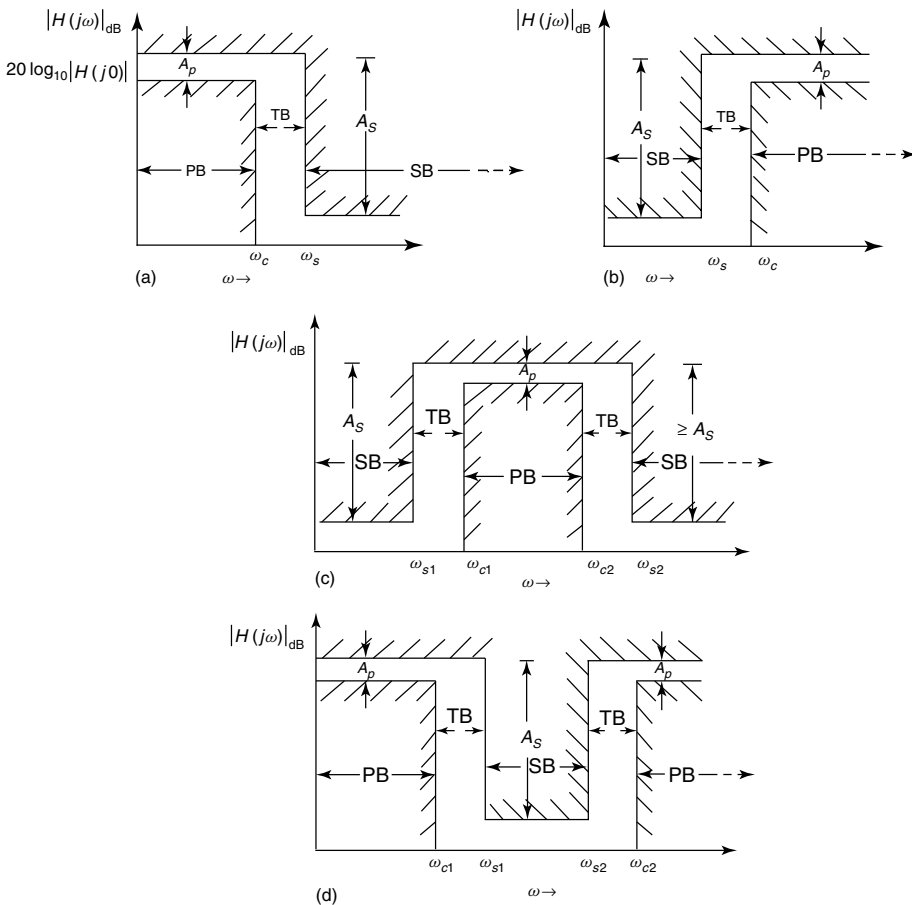 |H(jω)|dB
20 log₁₀|H(j0)|
Ap
TB
AS
PB
SB
ωc
ωs
(a)
ω→
|H(jω)|dB
Ap
TB
AS
SB
PB
ωs
ωc
(b)
ω→
|H(jω)|dB
Ap
AS
TB
TB
≥ AS
SB
PB
SB
ωs1
ωc1
ωc2
ωs2
(c)
ω→
|H(jω)|dB
Ap
Ap
TB
AS
TB
PB
SB
PB
ωc1
ωs1
ωs2
ωc2
(d)
ω→